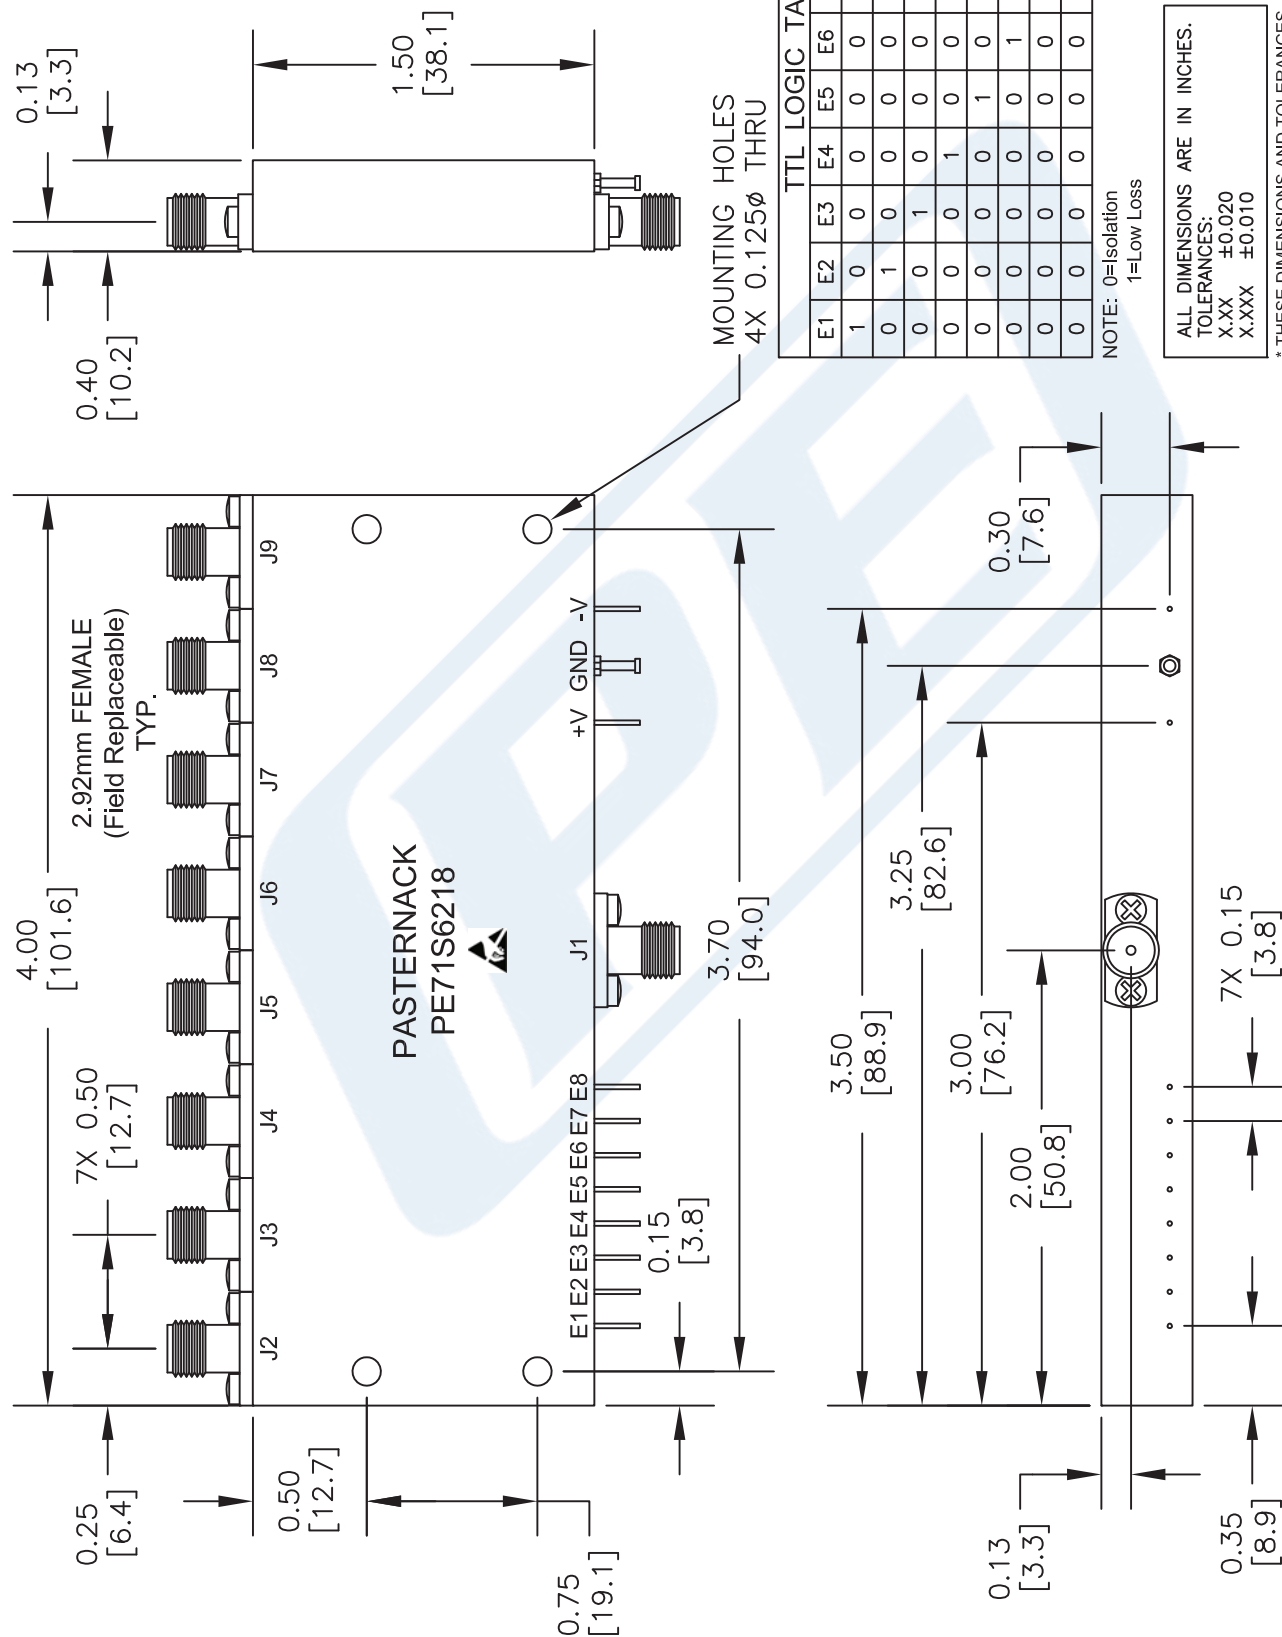 4.00
[101.6]
0.25
[6.4]
7X 0.50
[12.7]
2.92mm FEMALE
(Field Replaceable)
TYP.
0.13
[3.3]
0.40
[10.2]
1.50
[38.1]
J2 J3 J4 J5 J6 J7 J8 J9
0.50
[12.7]
0.75
[19.1]
PASTERNACK
PE71S6218
E1 E2 E3 E4 E5 E6 E7 E8 J1 +V GND -V
0.15
[3.8]
3.70
[94.0]
MOUNTING HOLES
4X 0.125ø THRU
3.50
[88.9]
3.25
[82.6]
3.00
[76.2]
2.00
[50.8]
0.30
[7.6]
0.13
[3.3]
0.35
[8.9]
7X 0.15
[3.8]
TTL LOGIC TA
E1 E2 E3 E4 E5 E6
1 0 0 0 0 0
0 1 0 0 0 0
0 0 1 0 0 0
0 0 0 1 0 0
0 0 0 0 1 0
0 0 0 0 0 1
0 0 0 0 0 0
0 0 0 0 0 0
NOTE: 0=Isolation
1=Low Loss
ALL DIMENSIONS ARE IN INCHES.
TOLERANCES:
X.XX ±0.020
X.XXX ±0.010
* THESE DIMENSIONS AND TOLERANCES
PE